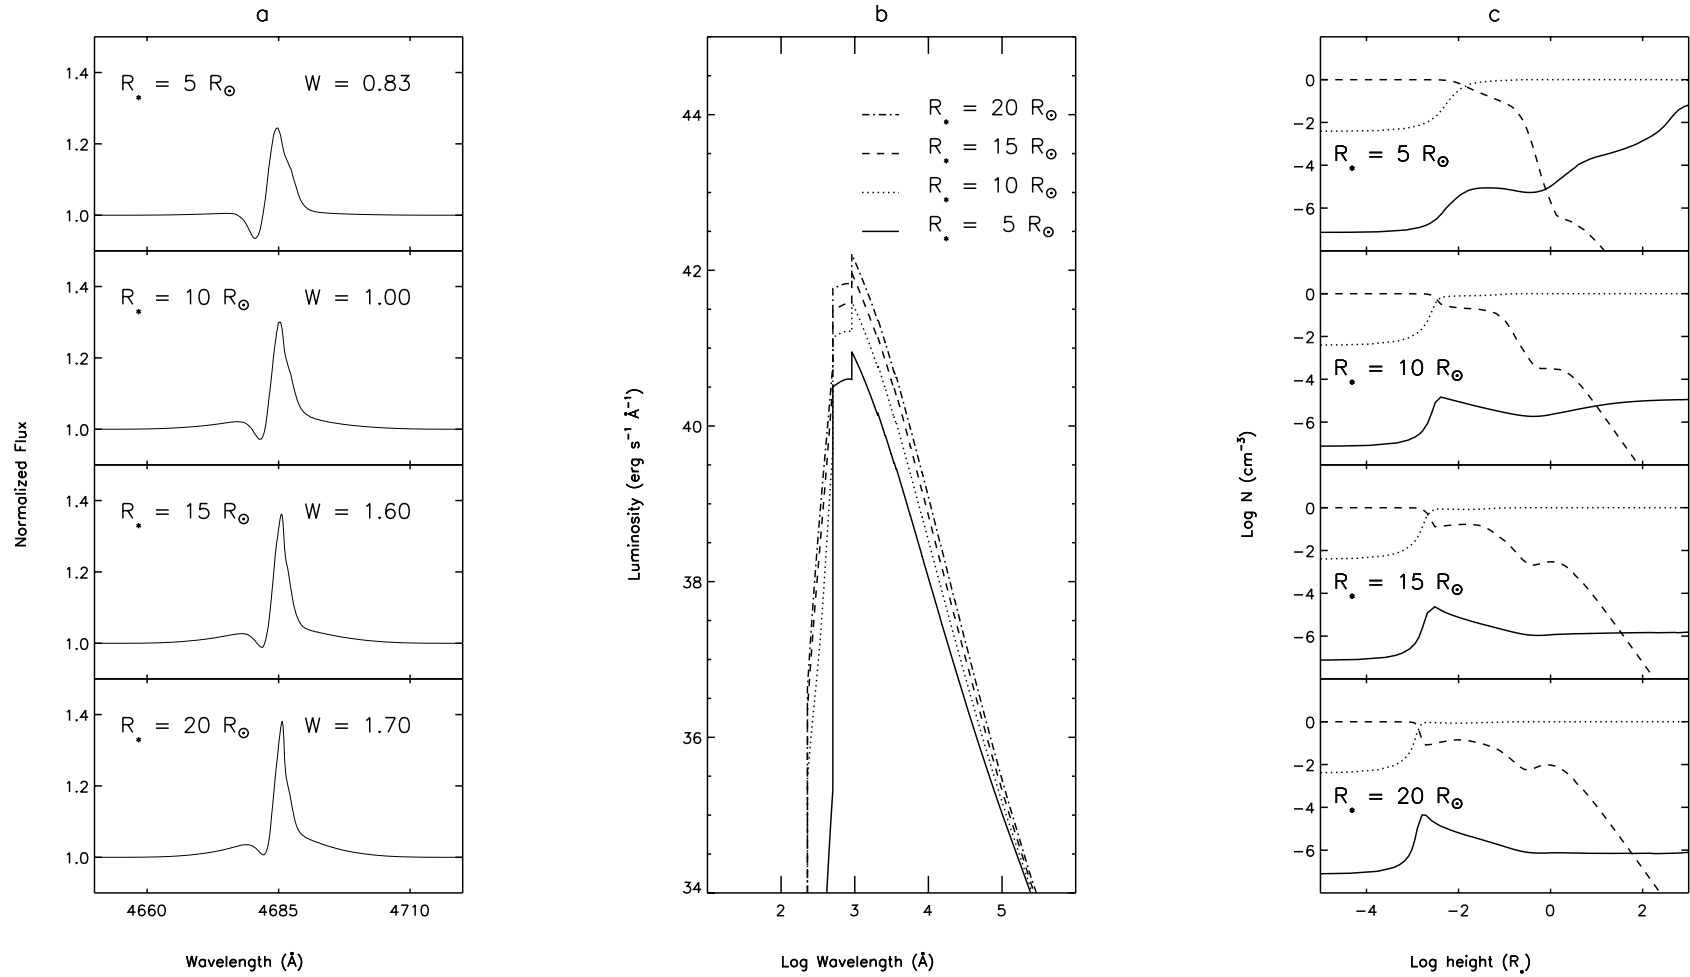 a
Normalized Flux
1.4
1.2
1.0
R* = 5 R⊙ W = 0.83
1.4
1.2
1.0
R* = 10 R⊙ W = 1.00
1.4
1.2
1.0
R* = 15 R⊙ W = 1.60
1.4
1.2
1.0
R* = 20 R⊙ W = 1.70
4660 4685 4710
Wavelength (Å)
b
Luminosity (erg s⁻¹ Å⁻¹)
44
42
40
38
36
34
R* = 20 R⊙
R* = 15 R⊙
R* = 10 R⊙
R* = 5 R⊙
2 3 4 5
Log Wavelength (Å)
c
Log N (cm⁻³)
0
−2
−4
−6
R* = 5 R⊙
0
−2
−4
−6
R* = 10 R⊙
0
−2
−4
−6
R* = 15 R⊙
0
−2
−4
−6
R* = 20 R⊙
−4 −2 0 2
Log height (R*)